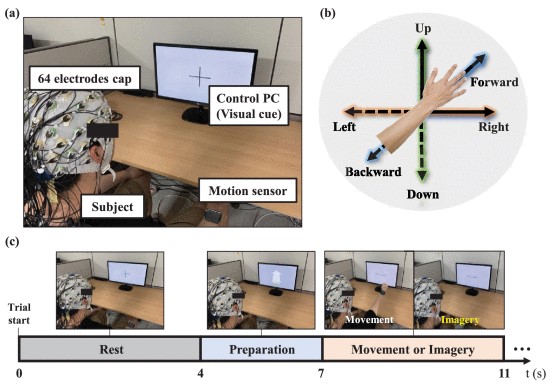 (a)
64 electrodes cap
Control PC
(Visual cue)
Motion sensor
Subject
(b)
Up
Forward
Left
Right
Backward
Down
(c)
Trial
start
Movement
Imagery
Rest
Preparation
Movement or Imagery
•••
0
4
7
11
t (s)